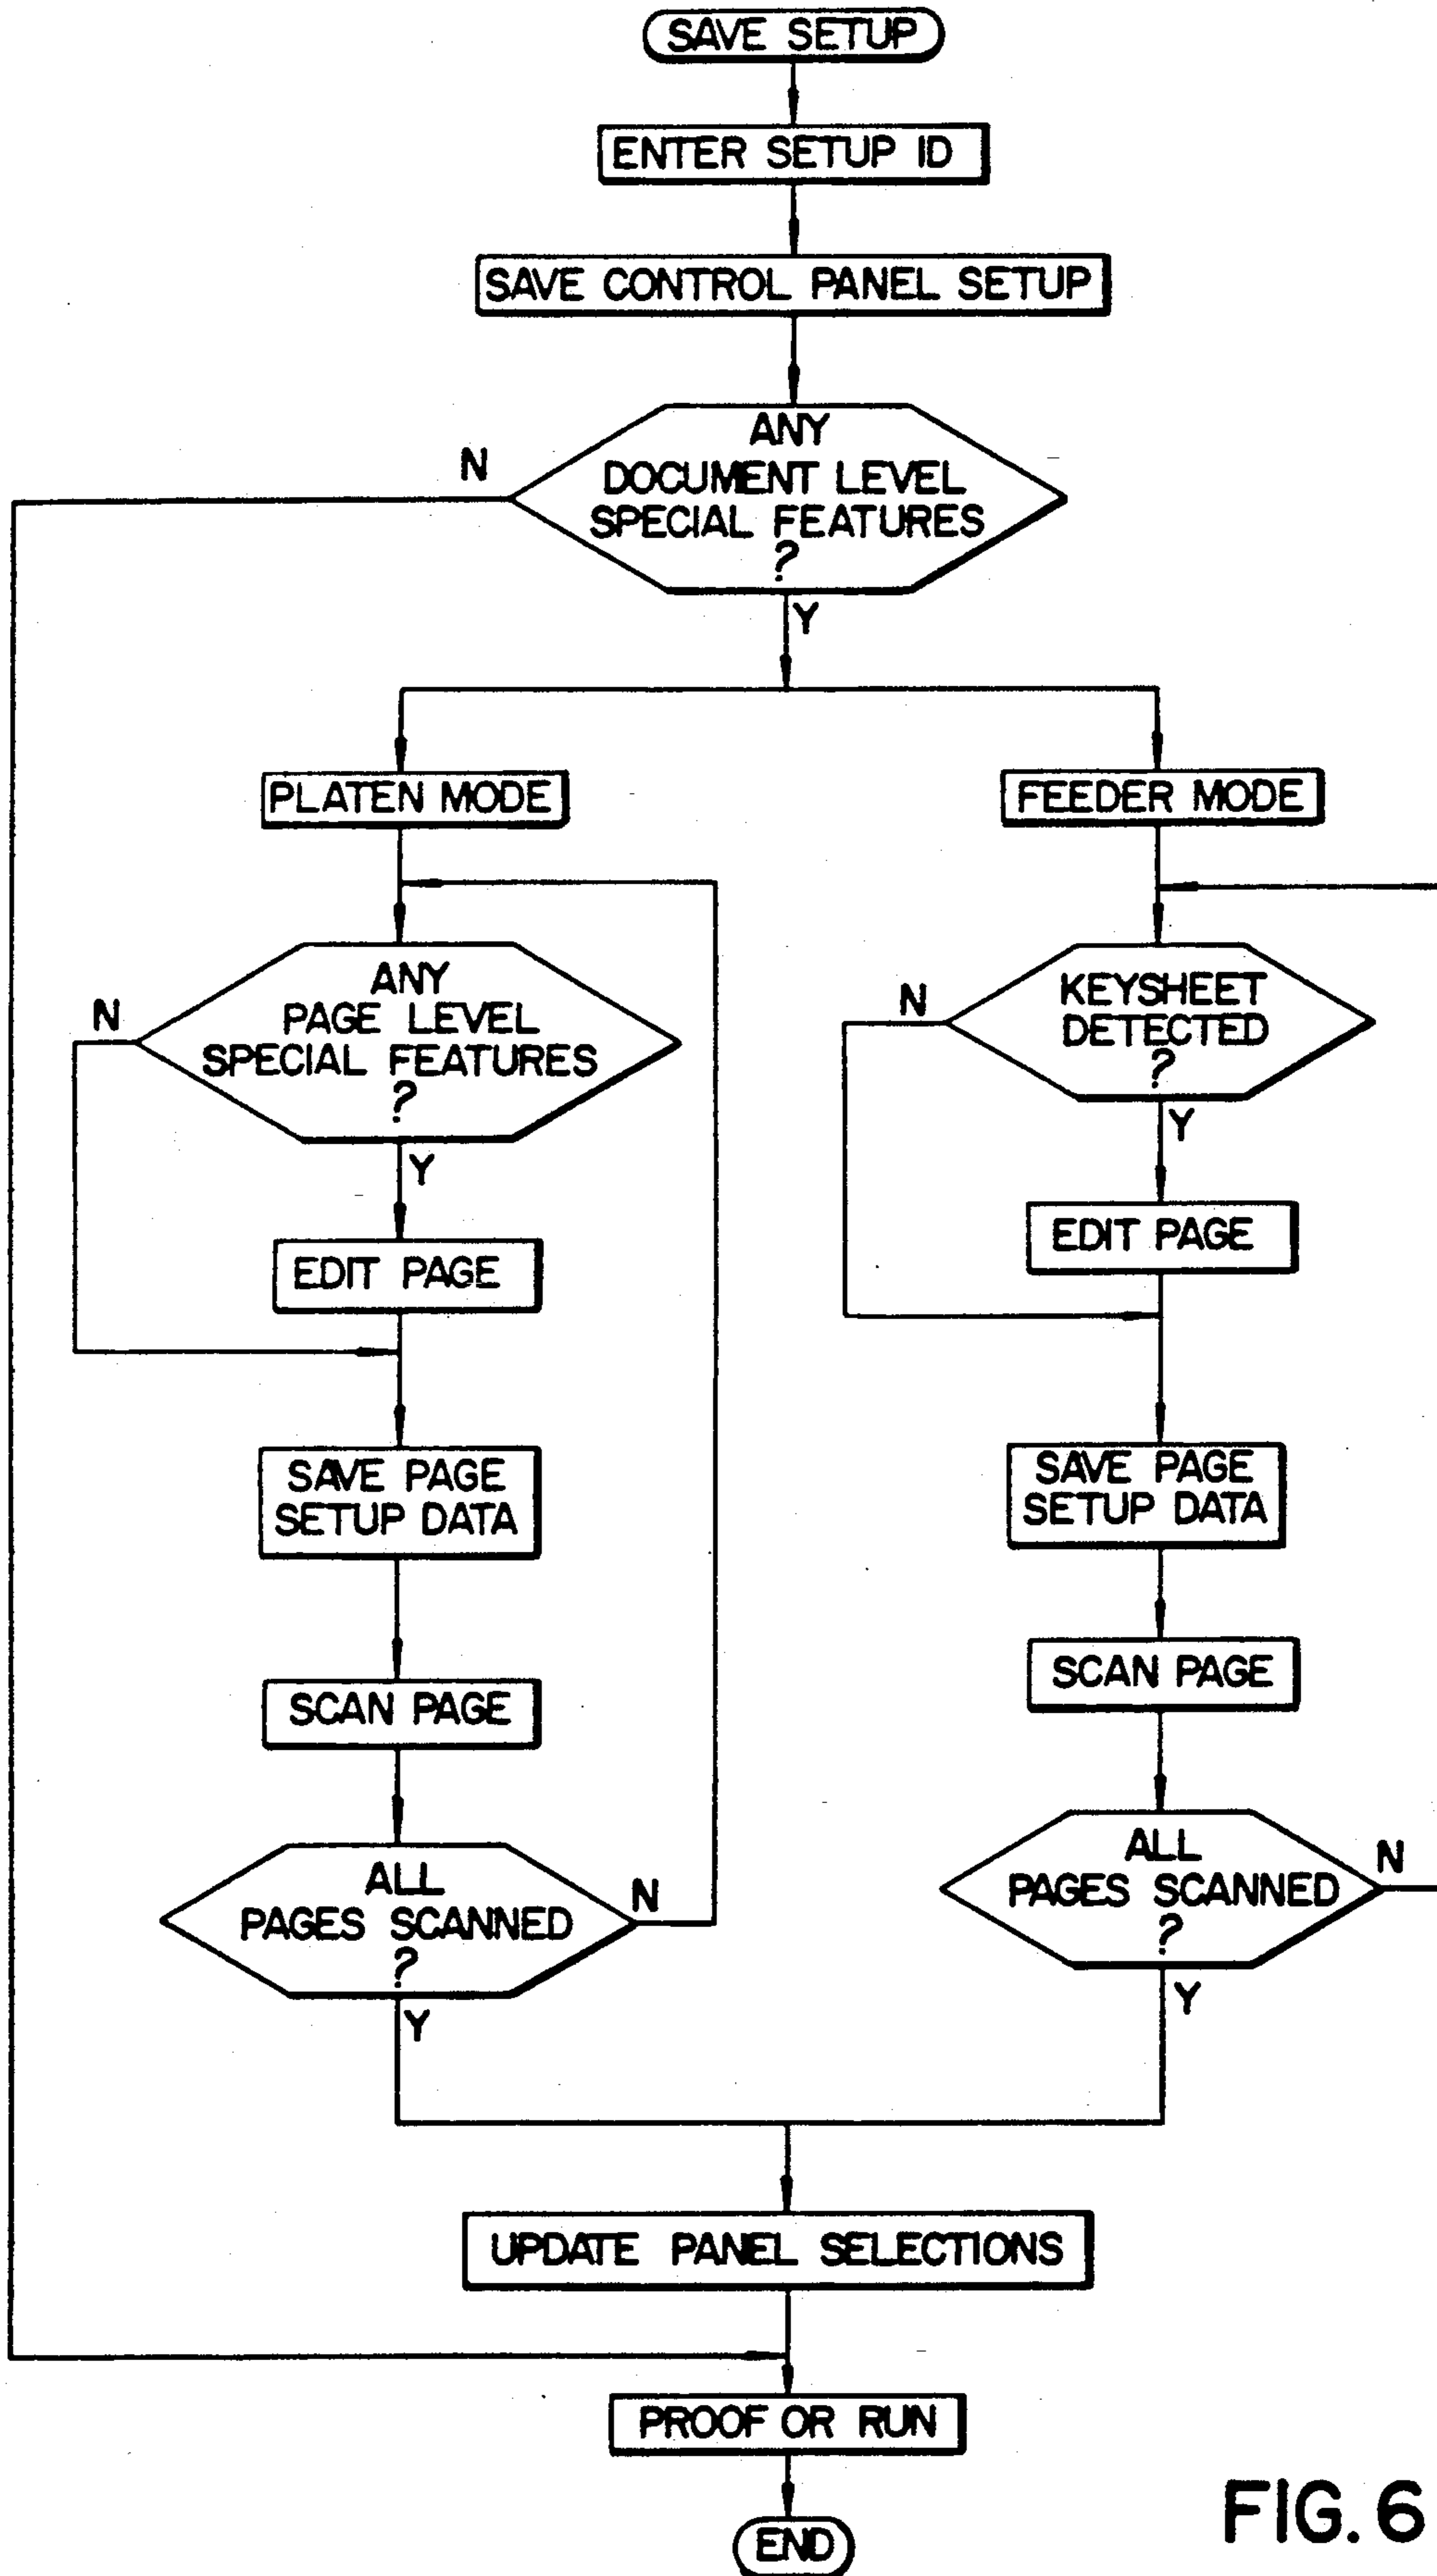 SAVE SETUP
ENTER SETUP ID
SAVE CONTROL PANEL SETUP
ANY
DOCUMENT LEVEL
SPECIAL FEATURES
?
N
Y
PLATEN MODE
ANY
PAGE LEVEL
SPECIAL FEATURES
?
N
Y
EDIT PAGE
SAVE PAGE
SETUP DATA
SCAN PAGE
ALL
PAGES SCANNED
?
N
Y
FEEDER MODE
KEYSHEET
DETECTED
?
N
Y
EDIT PAGE
SAVE PAGE
SETUP DATA
SCAN PAGE
ALL
PAGES SCANNED
?
N
Y
UPDATE PANEL SELECTIONS
PROOF OR RUN
END
FIG. 6